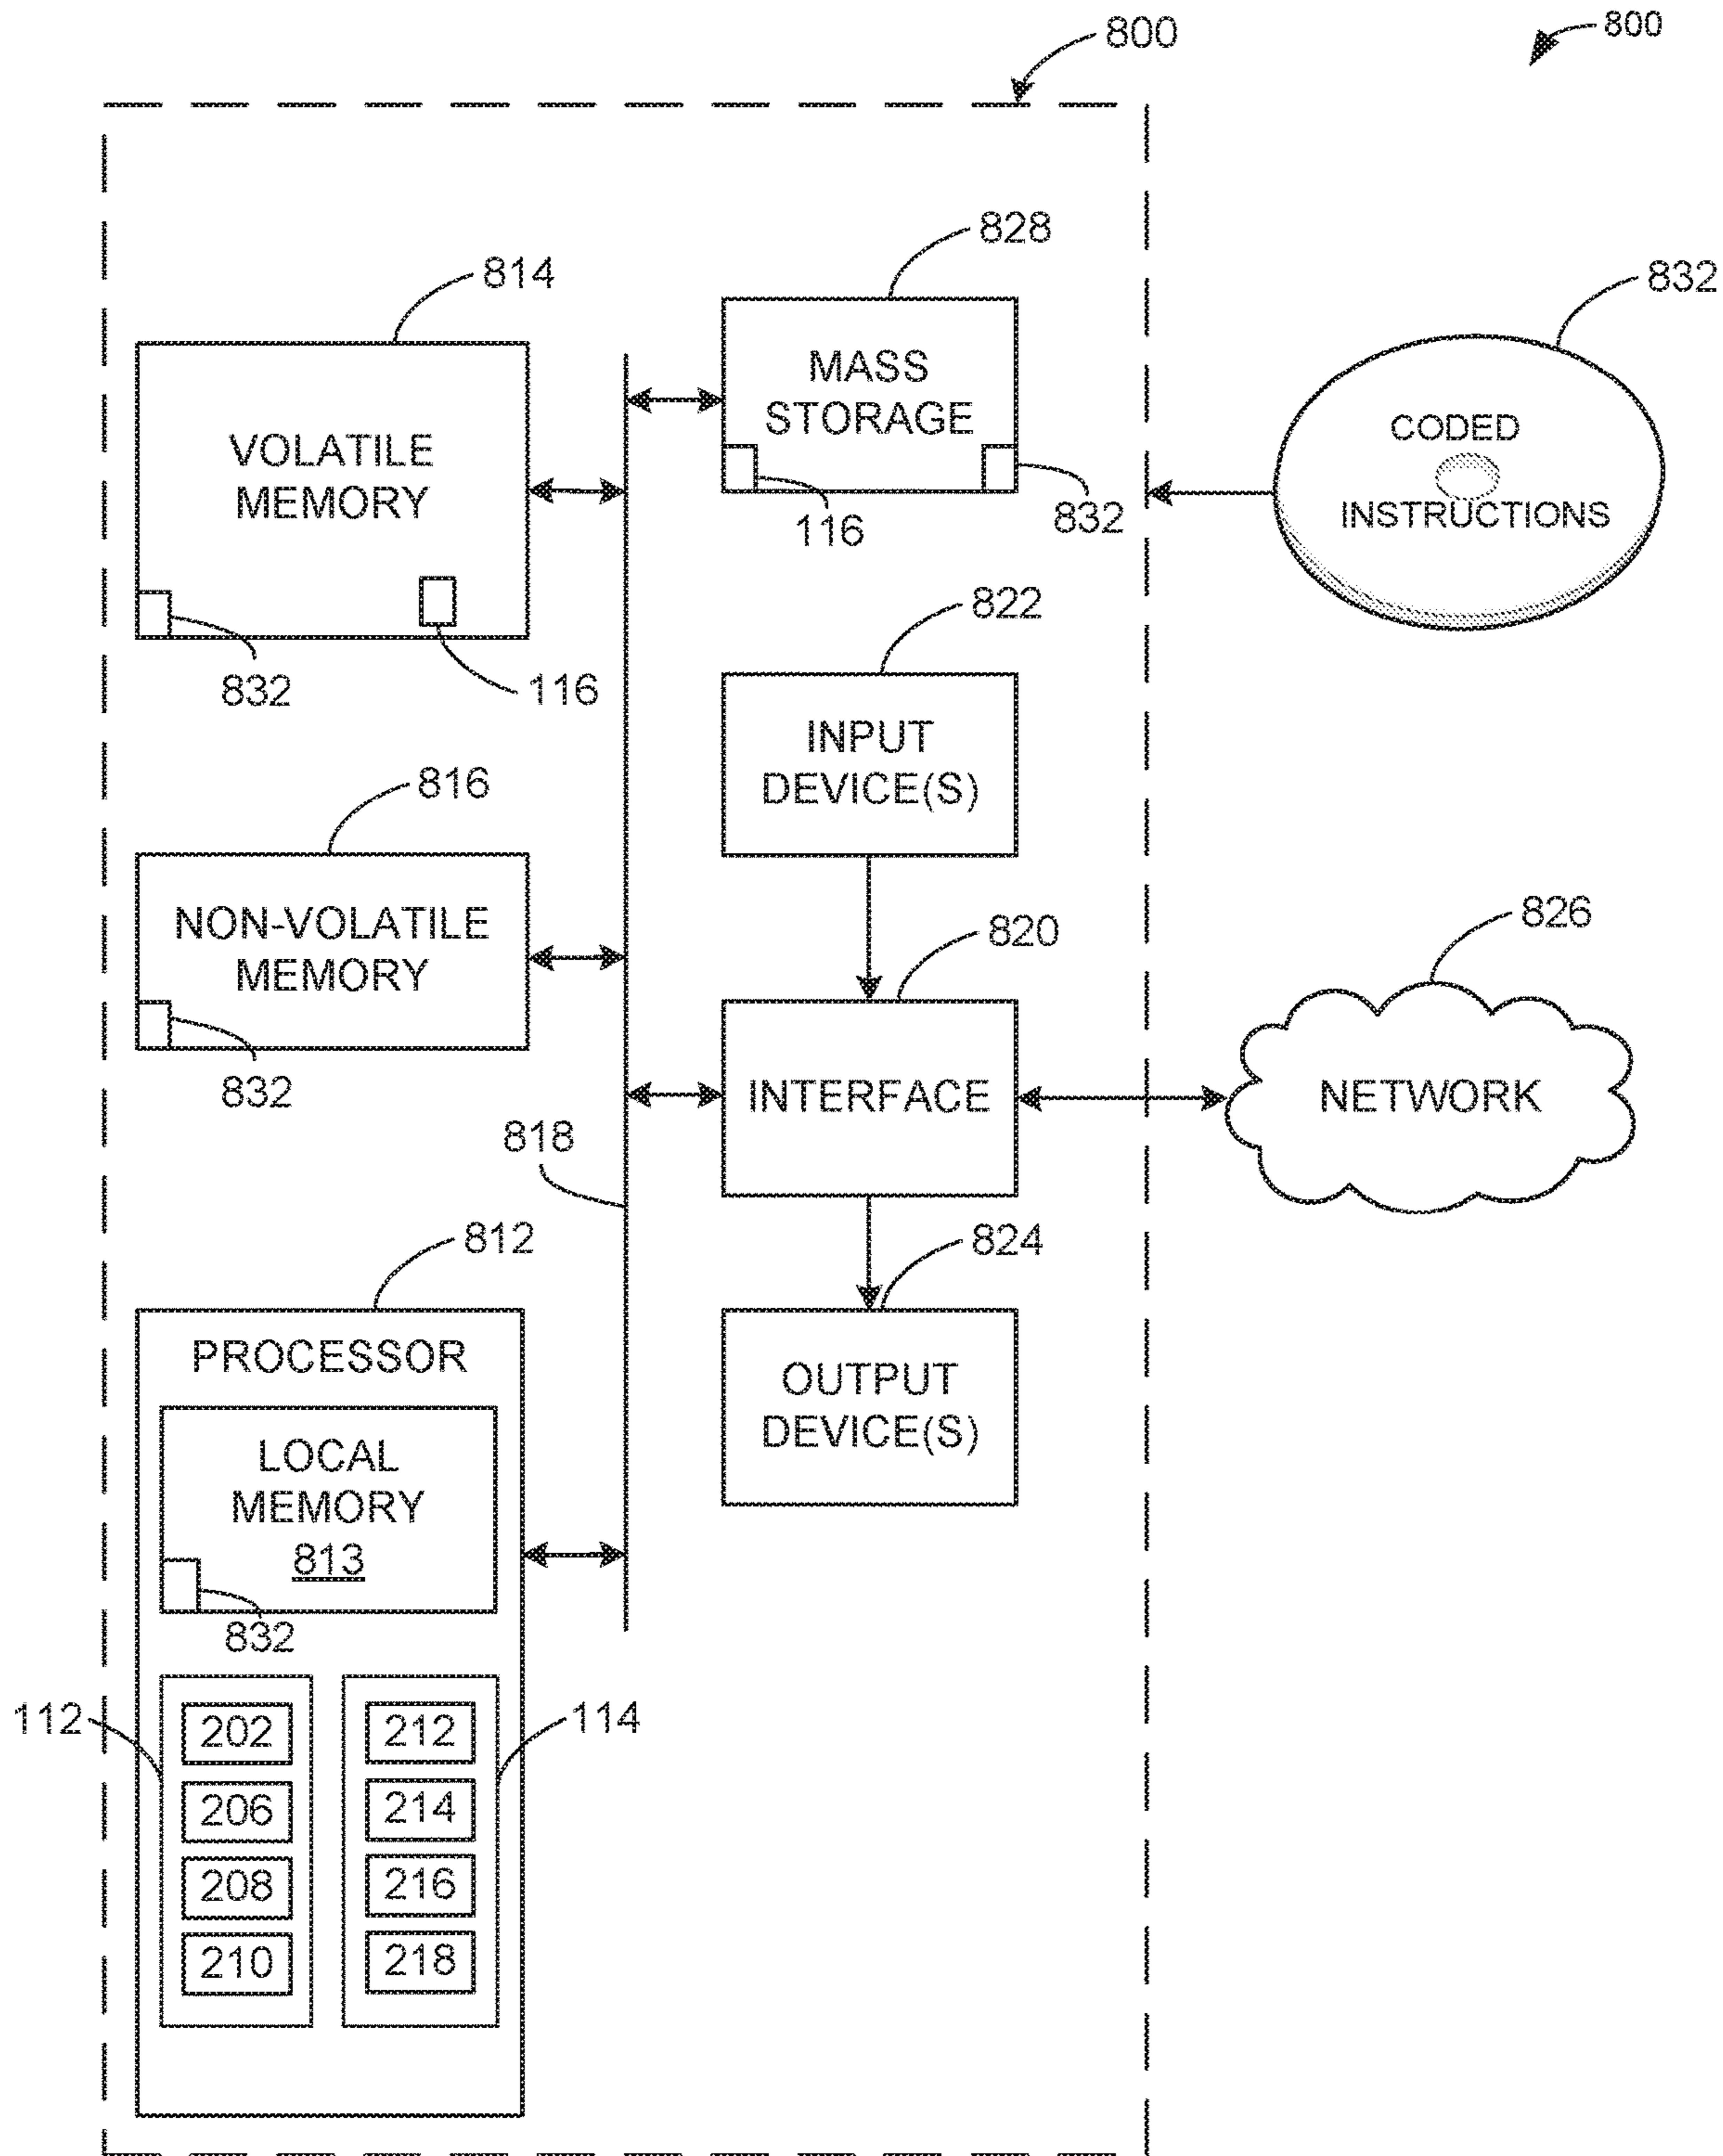 800
800
828
814
832
MASS
STORAGE
VOLATILE
MEMORY
CODED
INSTRUCTIONS
116
832
822
832
116
INPUT
DEVICE(S)
816
826
820
NON-VOLATILE
MEMORY
832
INTERFACE
NETWORK
818
812
824
PROCESSOR
OUTPUT
DEVICE(S)
LOCAL
MEMORY
813
832
112
202
212
114
206
214
208
216
210
218